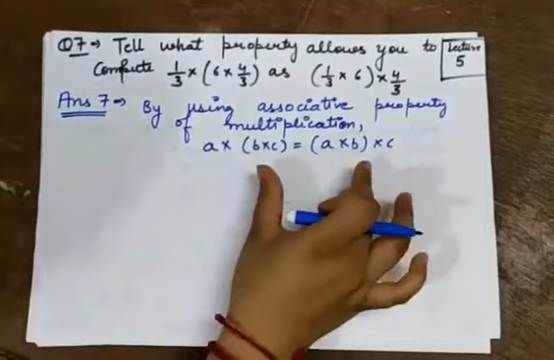 Q7⇒ Tell what property allows you to
Compute 1/3 × (6 × 4/3) as (1/3 × 6) × 4/3
Lecture
5
Ans 7⇒ By using associative property
of multiplication,
a × (b×c) = (a × b) × c